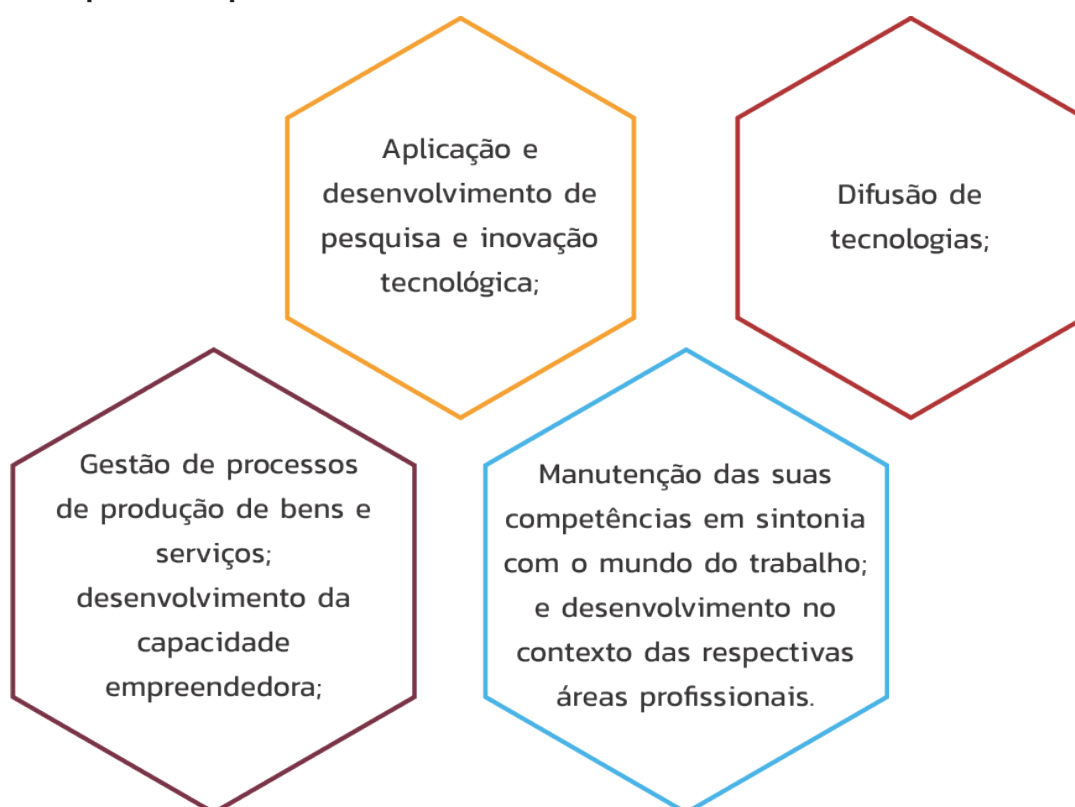 Aplicação e
desenvolvimento de
pesquisa e inovação
tecnológica;
Difusão de
tecnologias;
Gestão de processos
de produção de bens e
serviços;
desenvolvimento da
capacidade
empreendedora;
Manutenção das suas
competências em sintonia
com o mundo do trabalho;
e desenvolvimento no
contexto das respectivas
áreas profissionais.